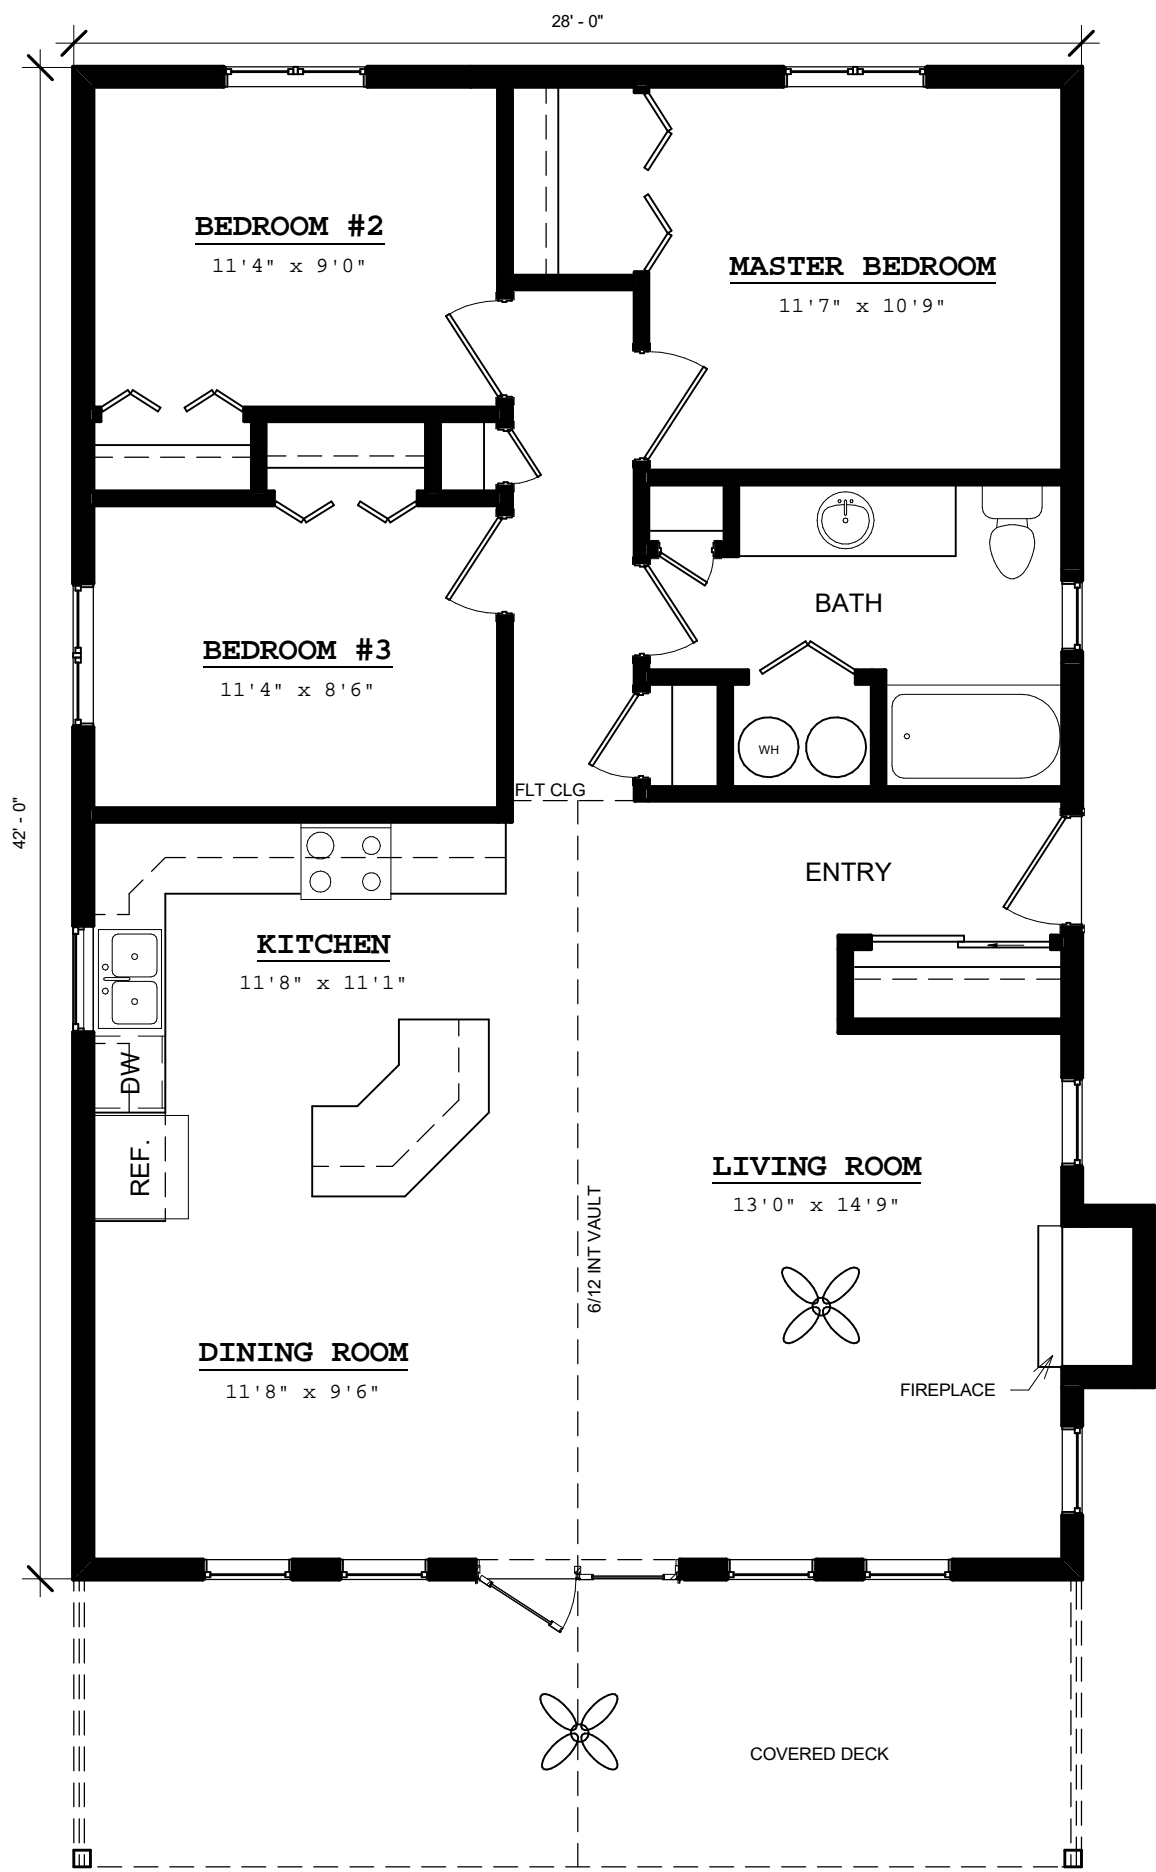 28' - 0"
BEDROOM #2
11'4" x 9'0"
MASTER BEDROOM
11'7" x 10'9"
BATH
BEDROOM #3
11'4" x 8'6"
WH
FLT CLG
42' - 0"
ENTRY
KITCHEN
11'8" x 11'1"
DW
REF.
LIVING ROOM
13'0" x 14'9"
6/12 INT VAULT
DINING ROOM
11'8" x 9'6"
FIREPLACE
COVERED DECK